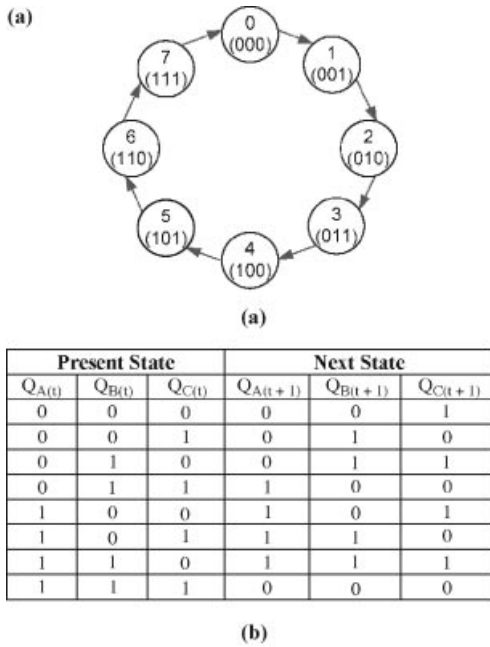 (a)
0
(000)
1
(001)
2
(010)
3
(011)
4
(100)
5
(101)
6
(110)
7
(111)
(a)
Present State Next State
QA(t) QB(t) QC(t) QA(t + 1) QB(t + 1) QC(t + 1)
0 0 0 0 0 1
0 0 1 0 1 0
0 1 0 0 1 1
0 1 1 1 0 0
1 0 0 1 0 1
1 0 1 1 1 0
1 1 0 1 1 1
1 1 1 0 0 0
(b)